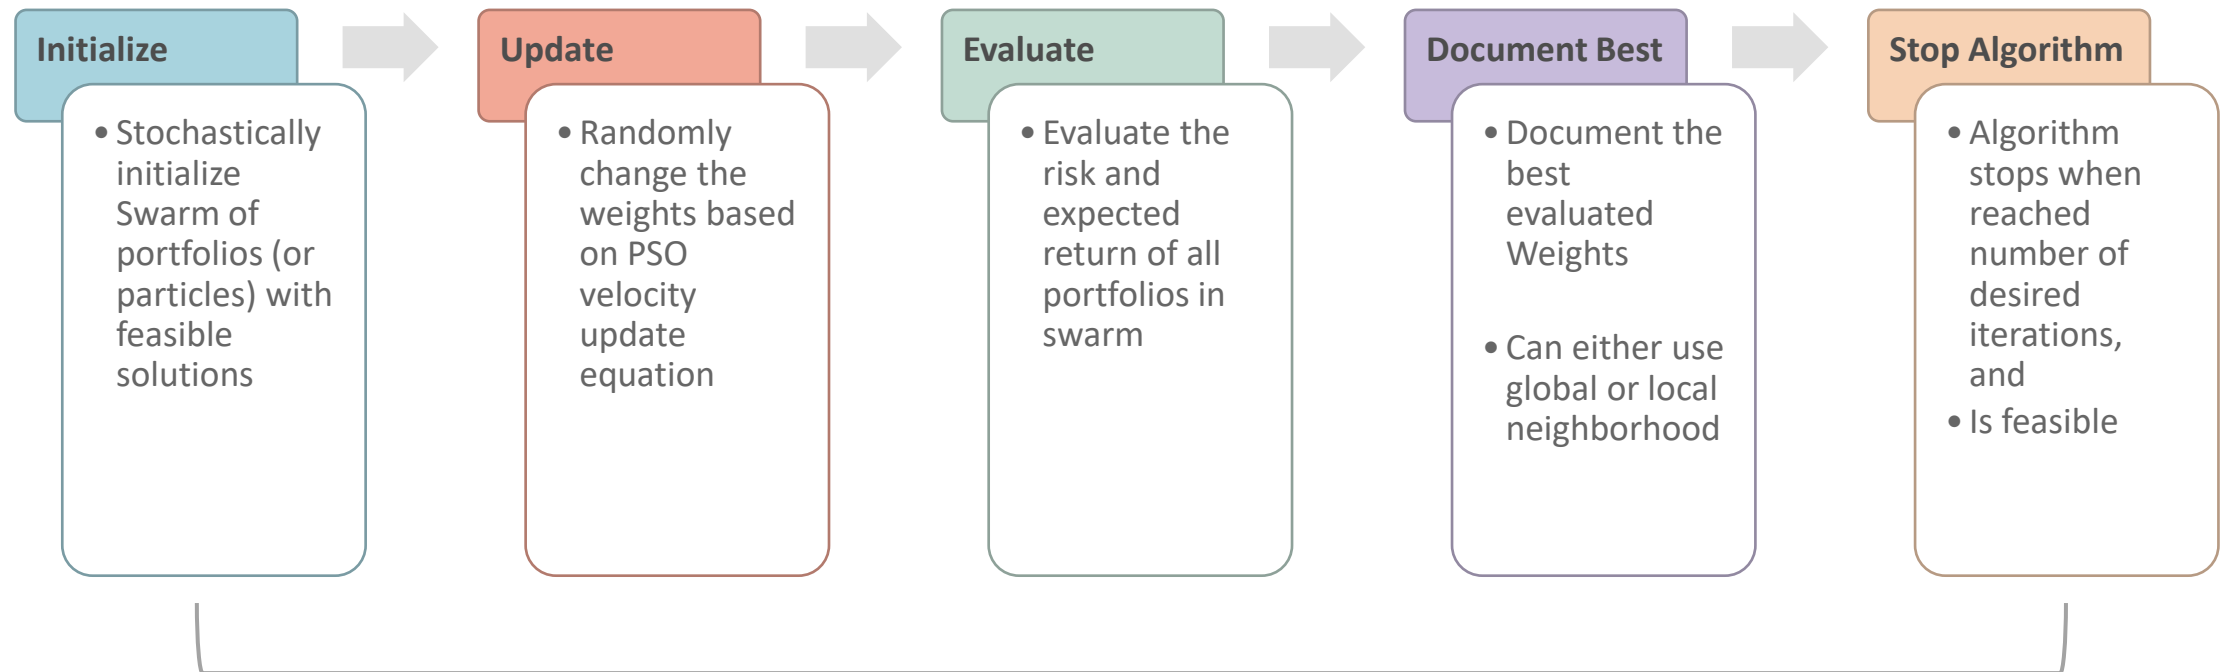 Initialize
• Stochastically
initialize
Swarm of
portfolios (or
particles) with
feasible
solutions
Update
• Randomly
change the
weights based
on PSO
velocity
update
equation
Evaluate
• Evaluate the
risk and
expected
return of all
portfolios in
swarm
Document Best
• Document the
best
evaluated
Weights
• Can either use
global or local
neighborhood
Stop Algorithm
• Algorithm
stops when
reached
number of
desired
iterations,
and
• Is feasible